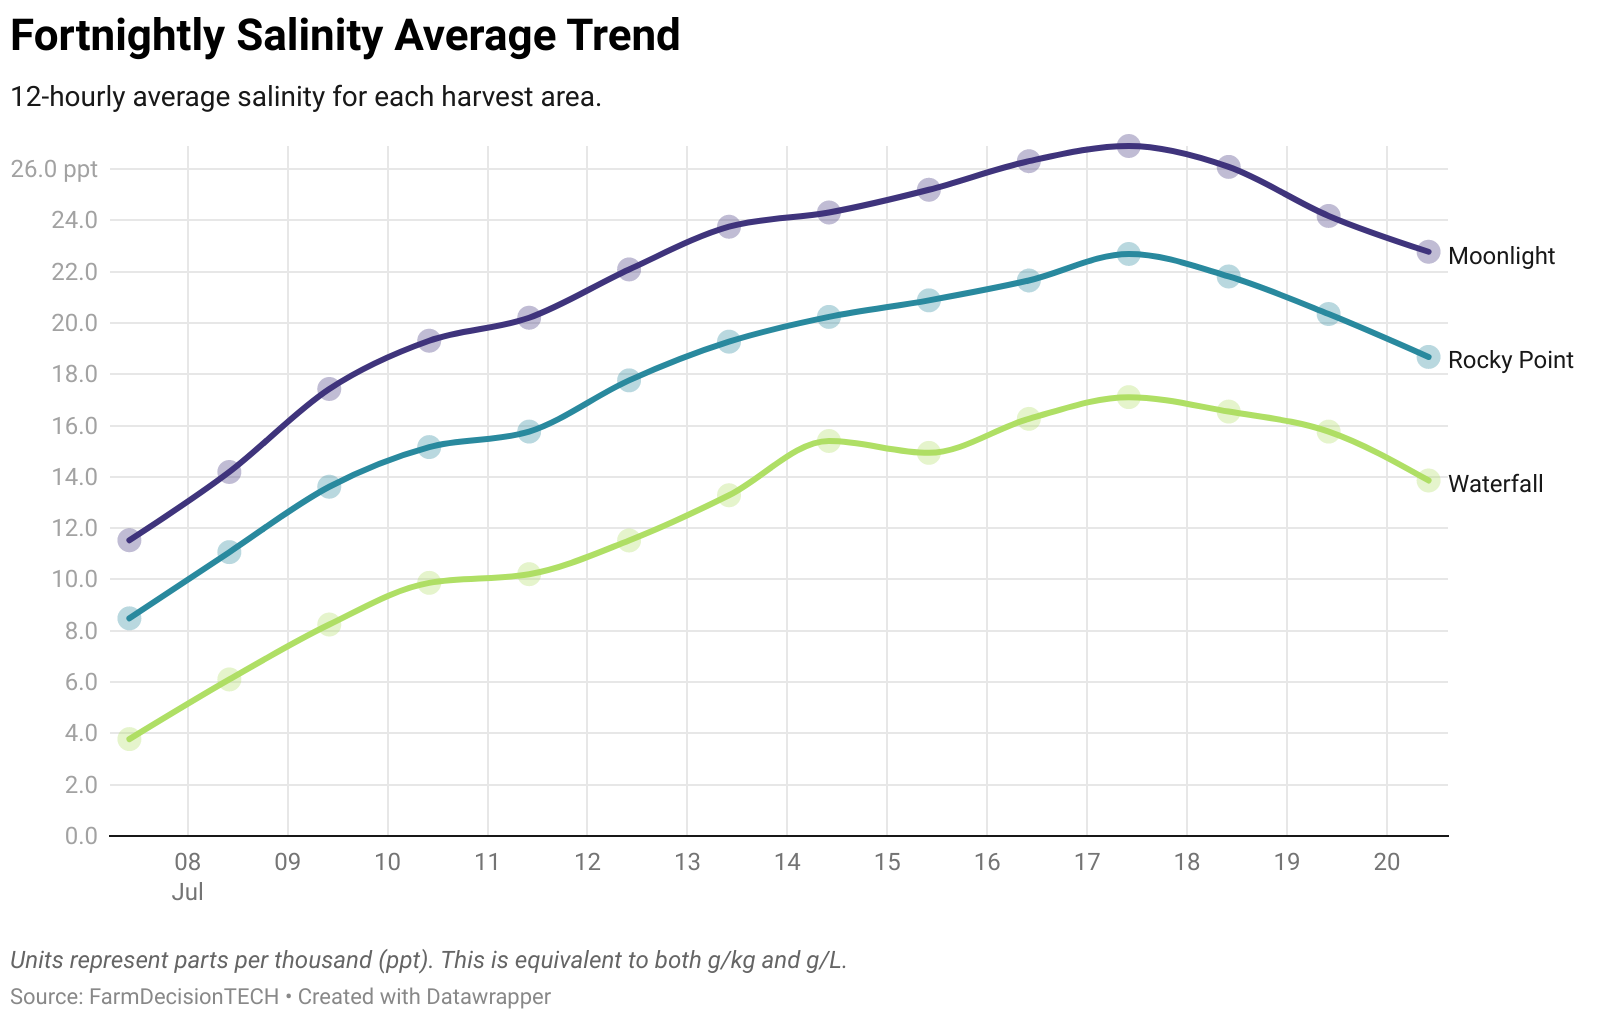 Fortnightly Salinity Average Trend
12-hourly average salinity for each harvest area.
26.0 ppt
24.0
22.0
20.0
18.0
16.0
14.0
12.0
10.0
8.0
6.0
4.0
2.0
0.0
Moonlight
Rocky Point
Waterfall
08 09 10 11 12 13 14 15 16 17 18 19 20
Jul
Units represent parts per thousand (ppt). This is equivalent to both g/kg and g/L.
Source: FarmDecisionTECH • Created with Datawrapper